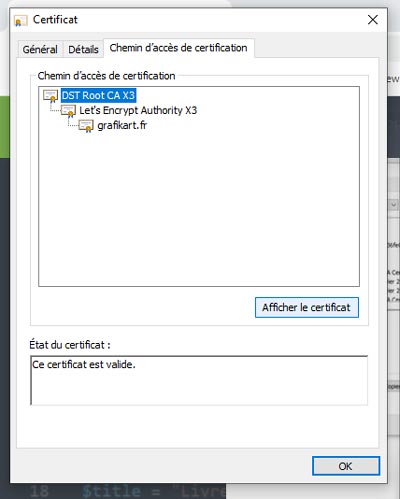 Certificat
Général
Détails
Chemin d'accès de certification
Chemin d'accès de certification
DST Root CA X3
Let's Encrypt Authority X3
grafikart.fr
Afficher le certificat
État du certificat :
Ce certificat est valide.
OK
18 $title = "Livre